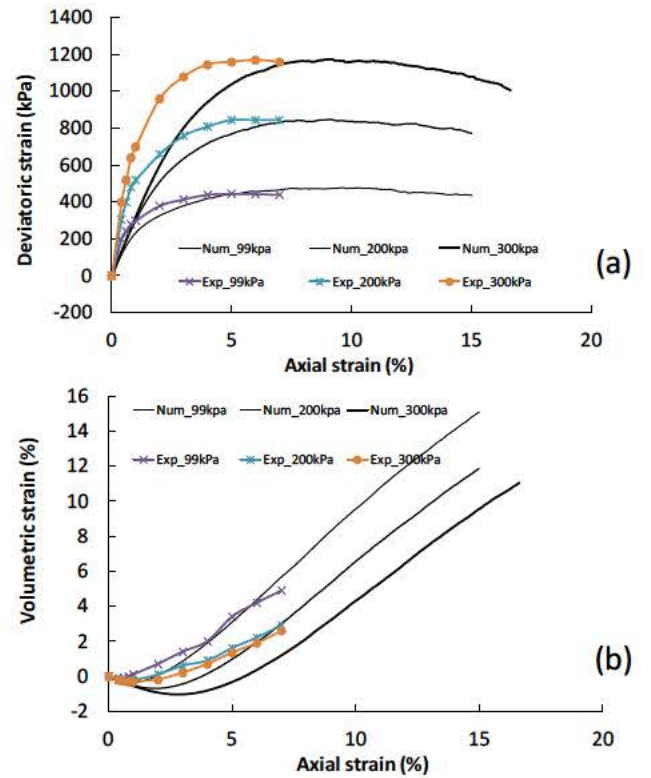 1400
1200
1000
800
600
400
200
0
-200
Deviatoric strain (kPa)
Num_99kpa Num_200kpa Num_300kpa
Exp_99kPa Exp_200kPa Exp_300kPa
(a)
0 5 10 15 20
Axial strain (%)
16
14
12
10
8
6
4
2
0
-2
Volumetric strain (%)
Num_99kpa Num_200kpa Num_300kpa
Exp_99kPa Exp_200kPa Exp_300kPa
(b)
0 5 10 15 20
Axial strain (%)